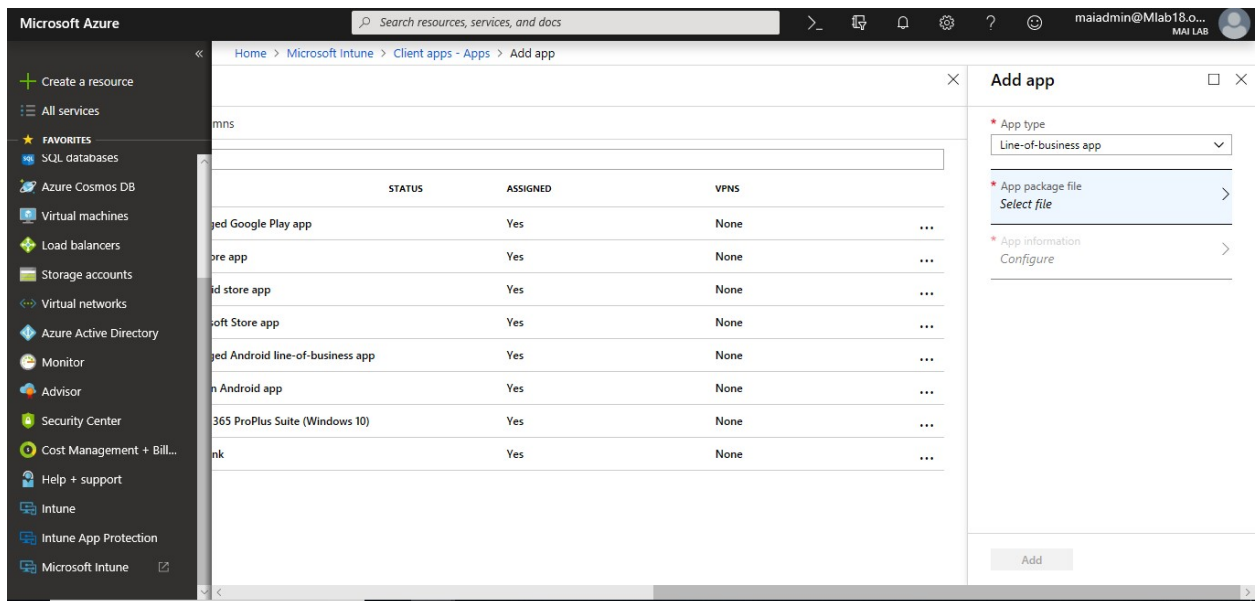 Microsoft Azure
Search resources, services, and docs
maiadmin@Mlab18.o...
MAI LAB
Home > Microsoft Intune > Client apps - Apps > Add app
Create a resource
All services
FAVORITES
SQL databases
Azure Cosmos DB
Virtual machines
Load balancers
Storage accounts
Virtual networks
Azure Active Directory
Monitor
Advisor
Security Center
Cost Management + Bill...
Help + support
Intune
Intune App Protection
Microsoft Intune
mns
STATUS ASSIGNED VPNS
ged Google Play app Yes None ...
ore app Yes None ...
id store app Yes None ...
soft Store app Yes None ...
ged Android line-of-business app Yes None ...
n Android app Yes None ...
365 ProPlus Suite (Windows 10) Yes None ...
nk Yes None ...
Add app
* App type
Line-of-business app
* App package file
Select file
* App information
Configure
Add